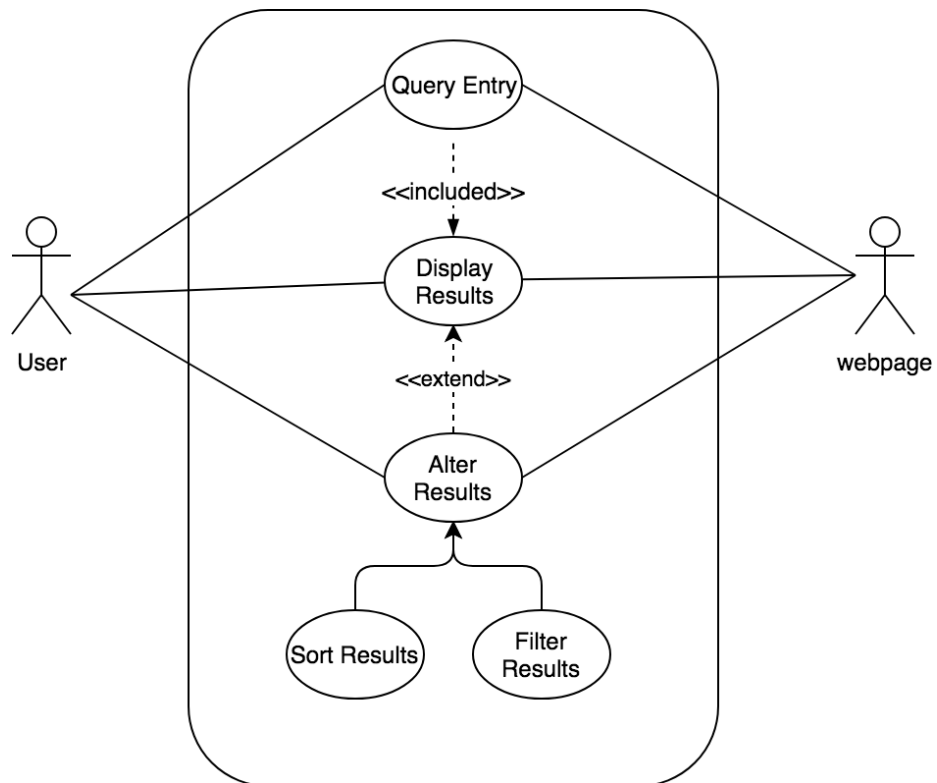 Query Entry
<<included>>
Display
Results
User
webpage
<<extend>>
Alter
Results
Sort Results
Filter
Results